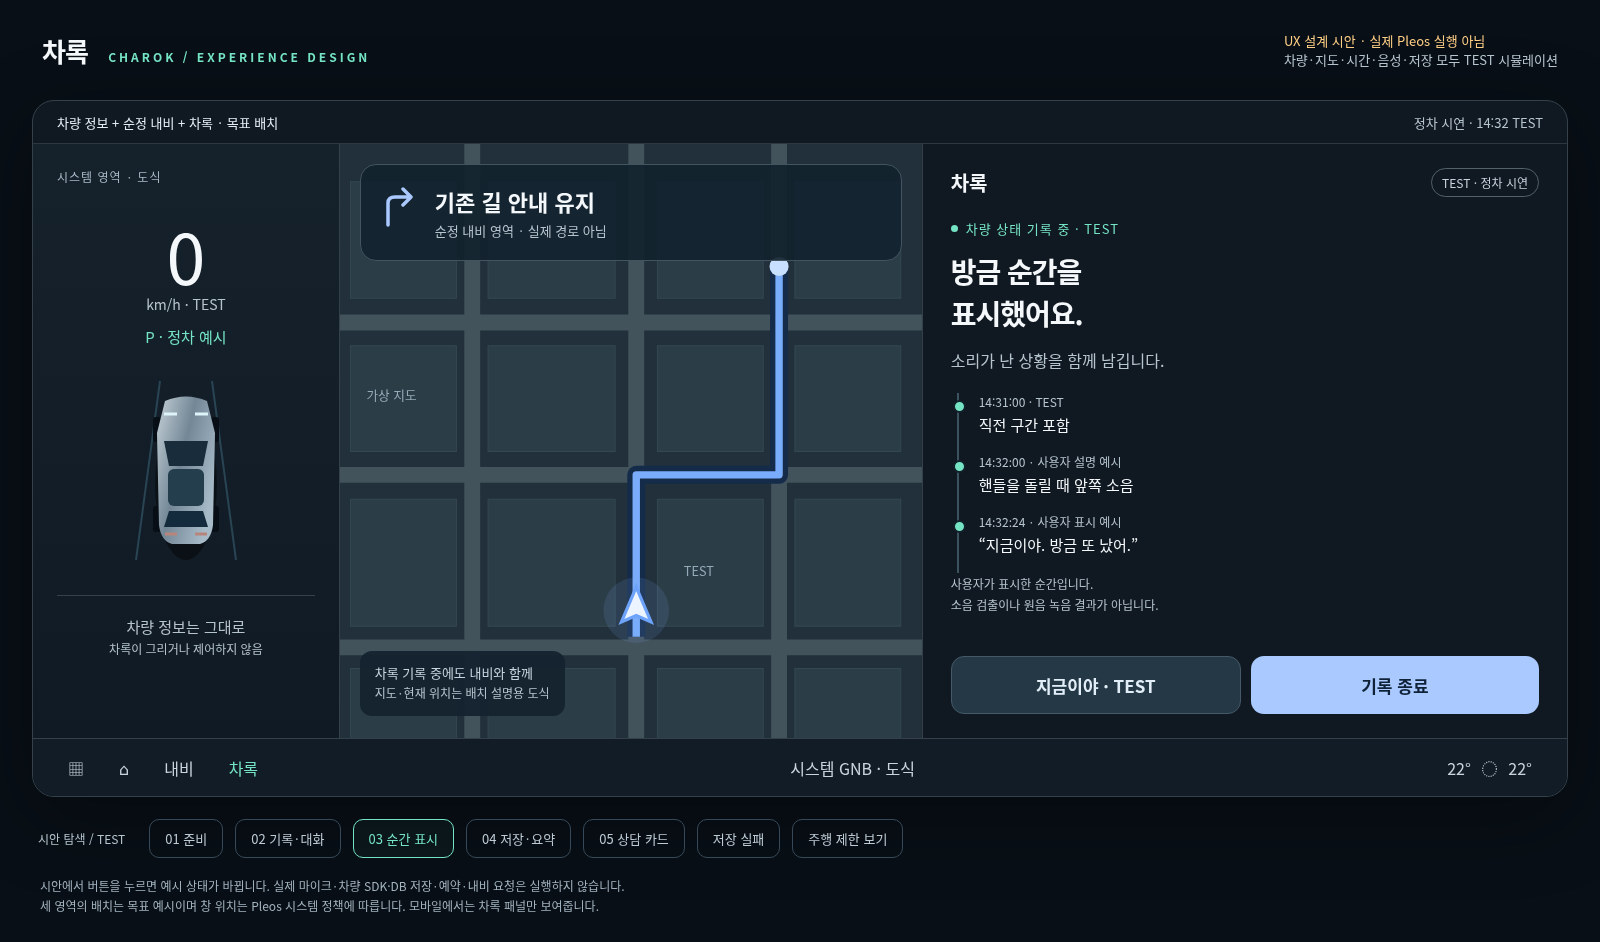 차록 CHAROK / EXPERIENCE DESIGN
UX 설계 시안 · 실제 Pleos 실행 아님
차량·지도·시간·음성·저장 모두 TEST 시뮬레이션
차량 정보 + 순정 내비 + 차록 · 목표 배치
정차 시연 · 14:32 TEST
시스템 영역 · 도식
0
km/h · TEST
P · 정차 예시
차량 정보는 그대로
차록이 그리거나 제어하지 않음
기존 길 안내 유지
순정 내비 영역 · 실제 경로 아님
가상 지도
TEST
차록 기록 중에도 내비와 함께
지도·현재 위치는 배치 설명용 도식
차록
TEST · 정차 시연
차량 상태 기록 중 · TEST
방금 순간을
표시했어요.
소리가 난 상황을 함께 남깁니다.
14:31:00 · TEST
직전 구간 포함
14:32:00 · 사용자 설명 예시
핸들을 돌릴 때 앞쪽 소음
14:32:24 · 사용자 표시 예시
“지금이야. 방금 또 났어.”
사용자가 표시한 순간입니다.
소음 검출이나 원음 녹음 결과가 아닙니다.
지금이야 · TEST
기록 종료
내비
차록
시스템 GNB · 도식
22° 22°
시안 탐색 / TEST
01 준비
02 기록·대화
03 순간 표시
04 저장·요약
05 상담 카드
저장 실패
주행 제한 보기
시안에서 버튼을 누르면 예시 상태가 바뀝니다. 실제 마이크·차량 SDK·DB 저장·예약·내비 요청은 실행하지 않습니다.
세 영역의 배치는 목표 예시이며 창 위치는 Pleos 시스템 정책에 따릅니다. 모바일에서는 차록 패널만 보여줍니다.